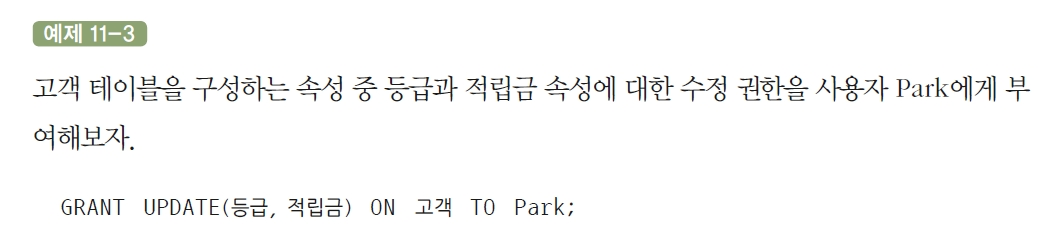 예제 11-3
고객 테이블을 구성하는 속성 중 등급과 적립금 속성에 대한 수정 권한을 사용자 Park에게 부
여해보자.
GRANT UPDATE(등급, 적립금) ON 고객 TO Park;